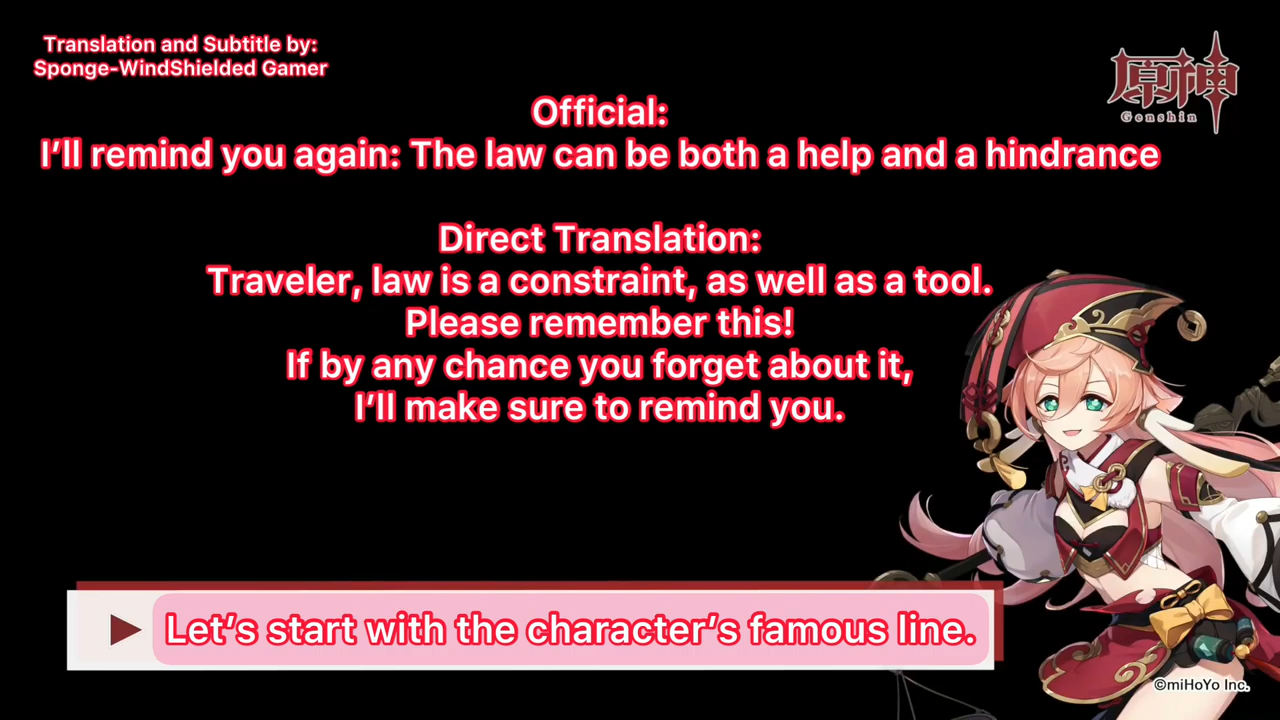 Translation and Subtitle by:
Sponge-WindShielded Gamer
原神
Genshin
Official:
I'll remind you again: The law can be both a help and a hindrance
Direct Translation:
Traveler, law is a constraint, as well as a tool.
Please remember this!
If by any chance you forget about it,
I'll make sure to remind you.
Let's start with the character's famous line.
©miHoYo Inc.